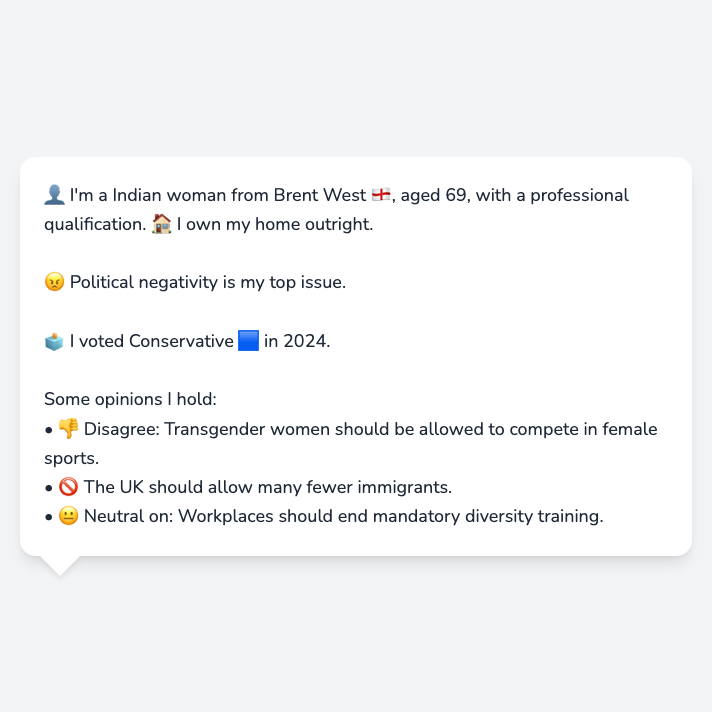 👤 I'm a Indian woman from Brent West 🏴󠁧󠁢󠁥󠁮󠁧󠁿, aged 69, with a professional
qualification. 🏠 I own my home outright.
😠 Political negativity is my top issue.
🗳️ I voted Conservative 🟦 in 2024.
Some opinions I hold:
• 👎 Disagree: Transgender women should be allowed to compete in female
sports.
• 🚫 The UK should allow many fewer immigrants.
• 😐 Neutral on: Workplaces should end mandatory diversity training.